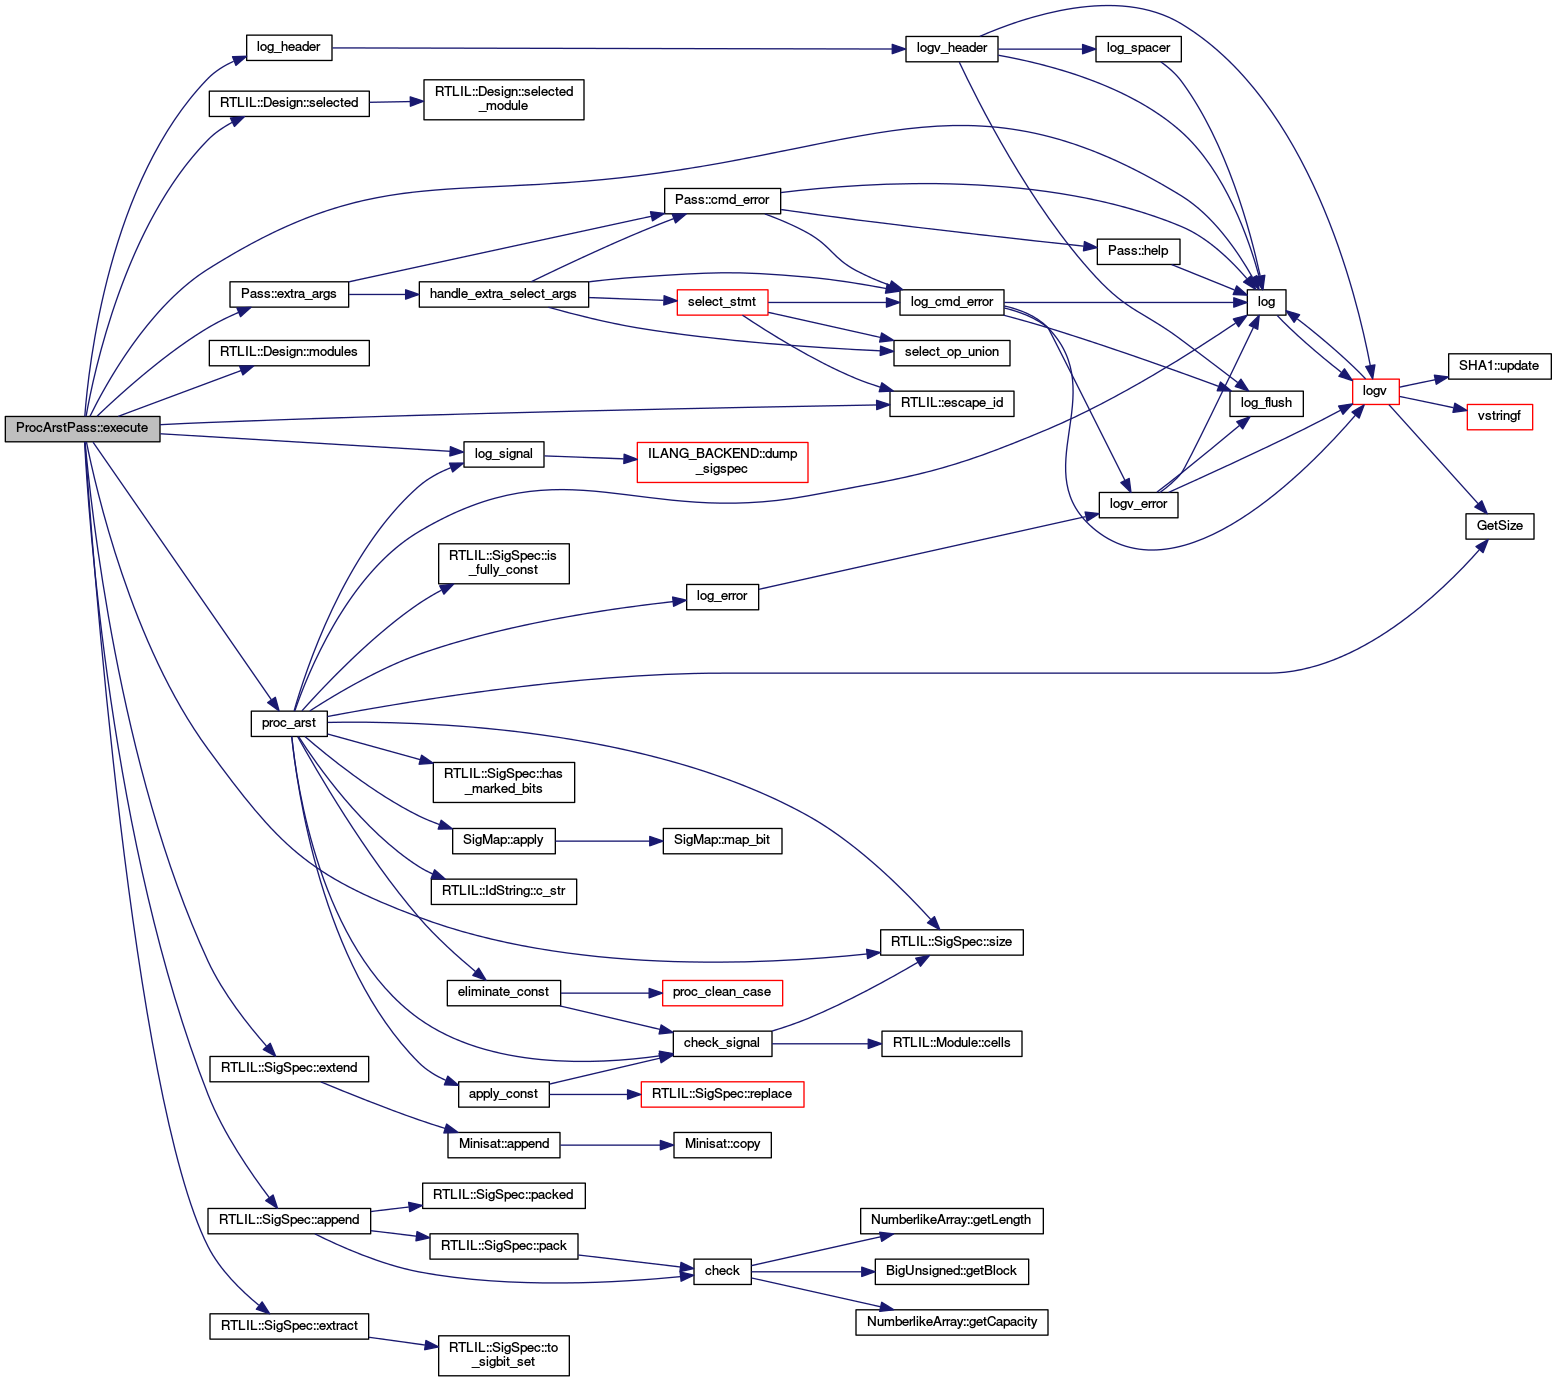 log_header
logv_header
log_spacer
RTLIL::Design::selected
RTLIL::Design::selected
_module
Pass::cmd_error
Pass::help
Pass::extra_args
handle_extra_select_args
select_stmt
log_cmd_error
log
RTLIL::Design::modules
select_op_union
SHA1::update
logv
log_flush
RTLIL::escape_id
vstringf
ProcArstPass::execute
log_signal
ILANG_BACKEND::dump
_sigspec
logv_error
GetSize
RTLIL::SigSpec::is
_fully_const
log_error
proc_arst
RTLIL::SigSpec::has
_marked_bits
SigMap::apply
SigMap::map_bit
RTLIL::IdString::c_str
RTLIL::SigSpec::size
eliminate_const
proc_clean_case
check_signal
RTLIL::Module::cells
RTLIL::SigSpec::extend
apply_const
RTLIL::SigSpec::replace
Minisat::append
Minisat::copy
RTLIL::SigSpec::packed
RTLIL::SigSpec::append
NumberlikeArray::getLength
RTLIL::SigSpec::pack
check
BigUnsigned::getBlock
RTLIL::SigSpec::extract
NumberlikeArray::getCapacity
RTLIL::SigSpec::to
_sigbit_set